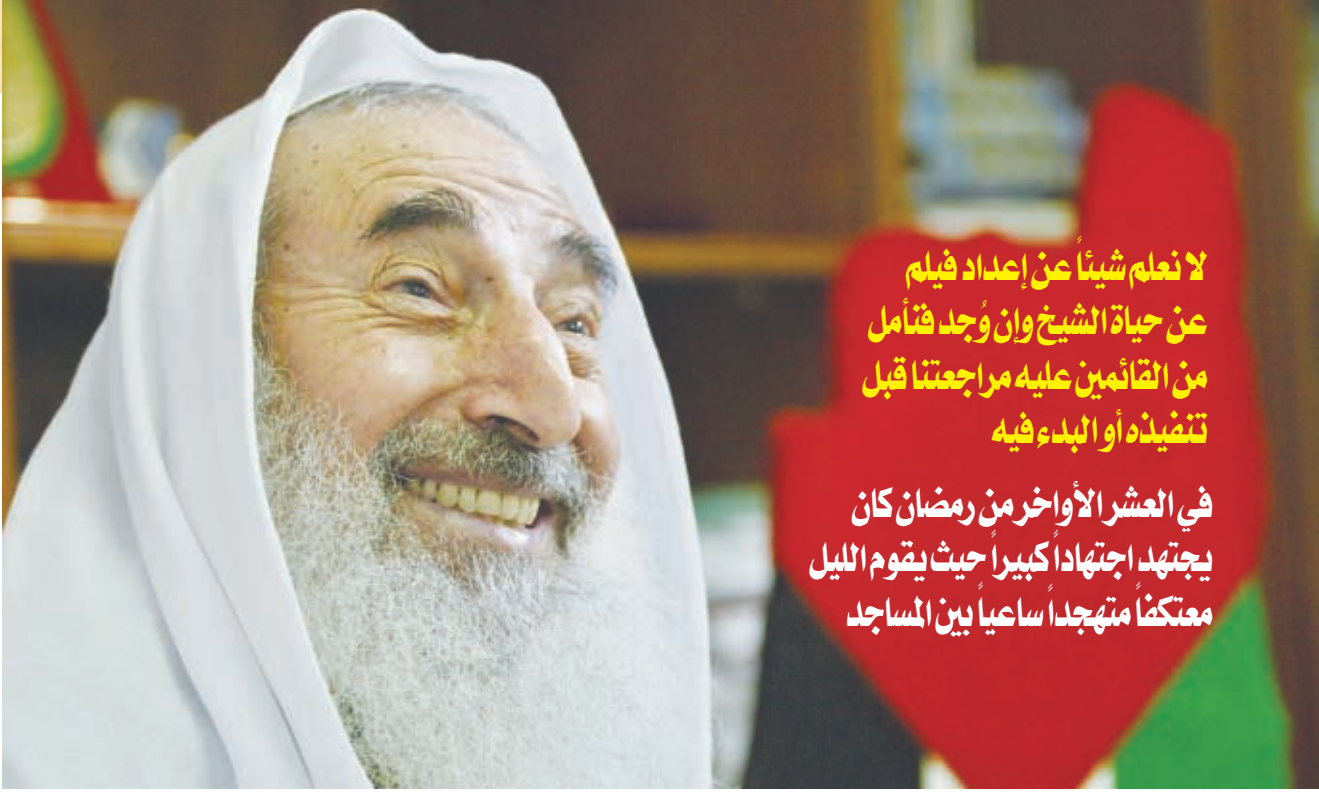 لا نعلم شيئاً عن إعداد فيلم
عن حياة الشيخ وإن وُجد فتأمل
من القائمين عليه مراجعتنا قبل
تنفيذه أو البدء فيه
في العشر الأواخر من رمضان كان
يجتهد اجتهاداً كبيراً حيث يقوم الليل
معتكفاً متهجداً ساعياً بين المساجد